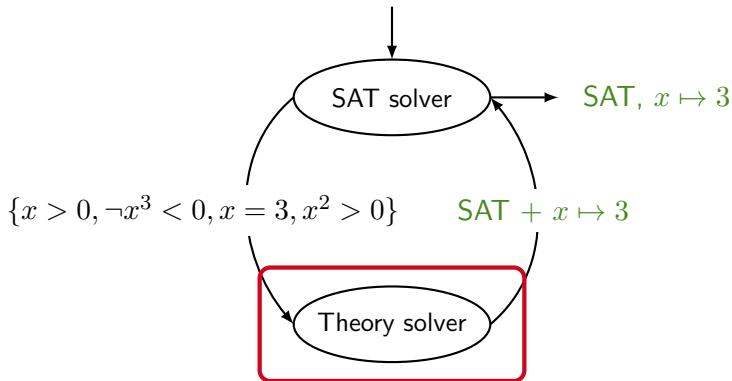 SAT solver
SAT, x ↦ 3
{x > 0, ¬x³ < 0, x = 3, x² > 0}
SAT + x ↦ 3
Theory solver